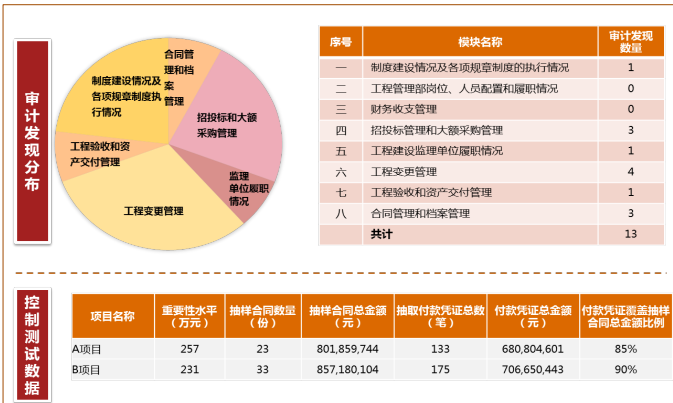 审计发现分布
合同管
理和档
案
管理
制度建设情况及
各项规章制度执
行情况
招投标和大额
采购管理
工程验收和资
产交付管理
监理
单位履职
情况
工程变更管理
序号 模块名称 审计发现
数量
一 制度建设情况及各项规章制度的执行情况 1
二 工程管理部岗位、人员配置和履职情况 0
三 财务收支管理 0
四 招投标管理和大额采购管理 3
五 工程建设监理单位履职情况 1
六 工程变更管理 4
七 工程验收和资产交付管理 1
八 合同管理和档案管理 3
共计 13
控制测试数据
项目名称 重要性水平
（万元） 抽样合同数量
（份） 抽样合同总金额
（元） 抽取付款凭证总数
（笔） 付款凭证总金额
（元） 付款凭证覆盖抽样
合同总金额比例
A项目 257 23 801,859,744 133 680,804,601 85%
B项目 231 33 857,180,104 175 706,650,443 90%